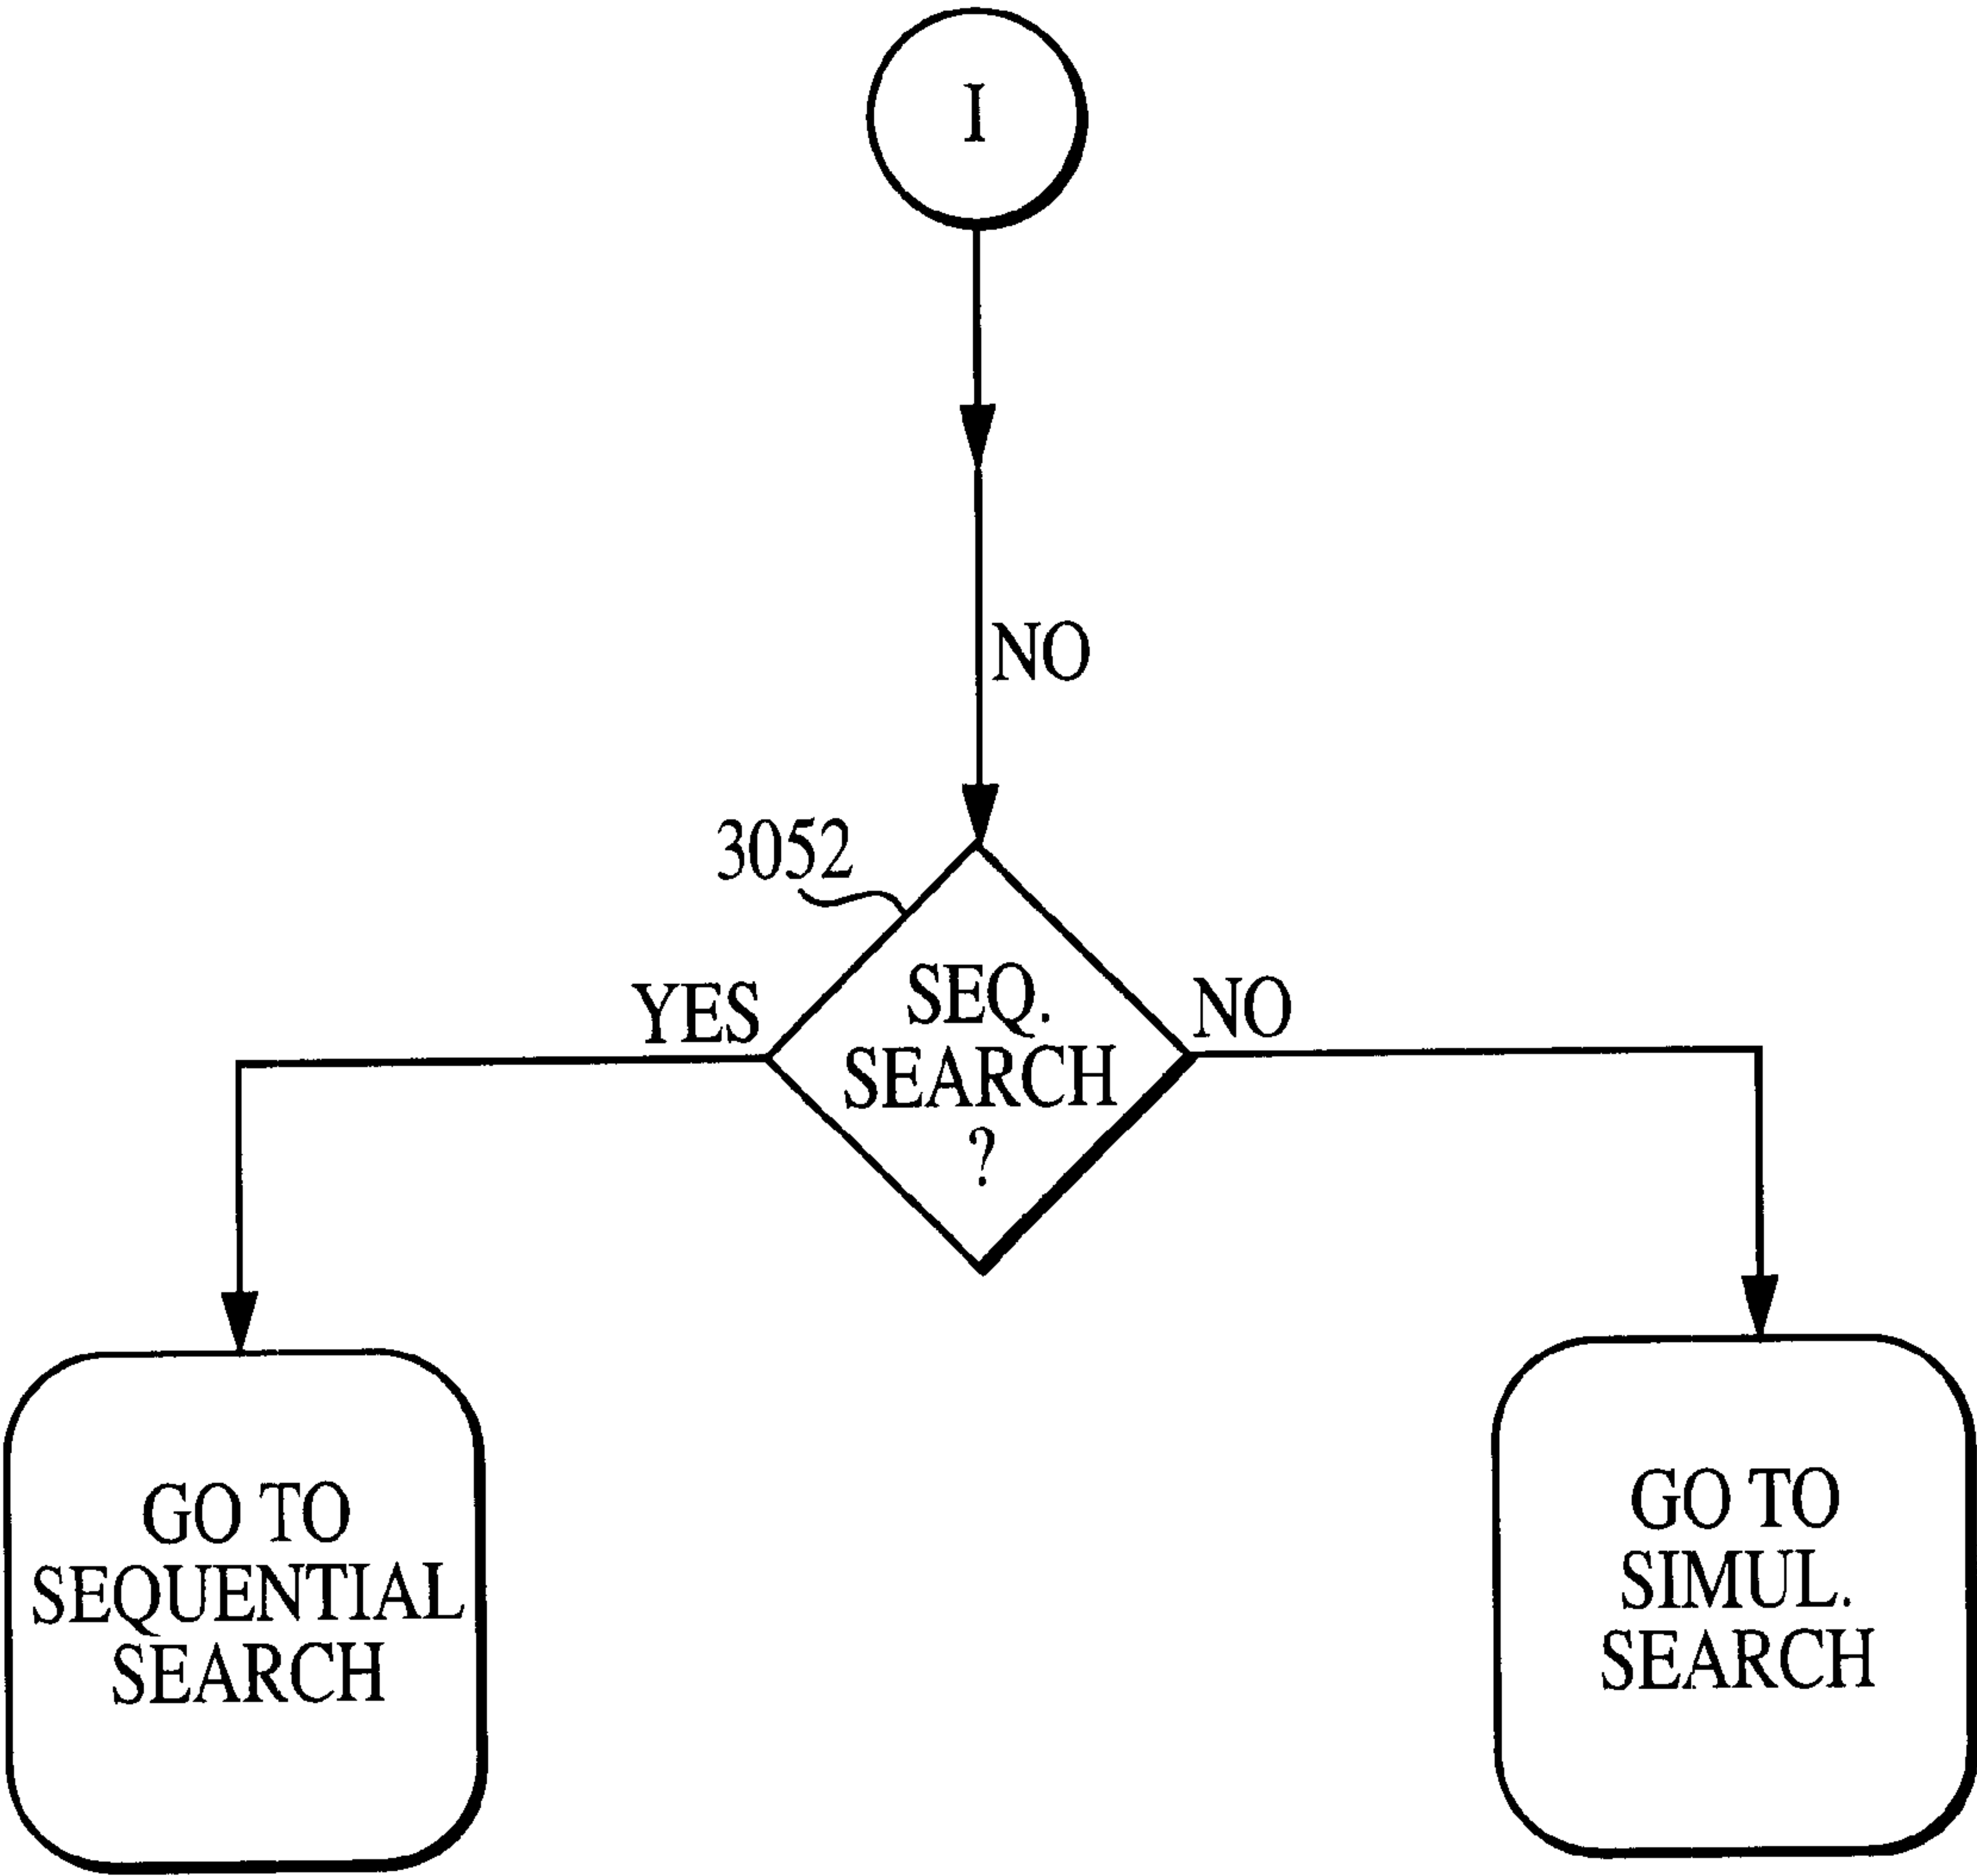 I
NO
3052
YES
SEQ.
SEARCH
?
NO
GO TO
SEQUENTIAL
SEARCH
GO TO
SIMUL.
SEARCH